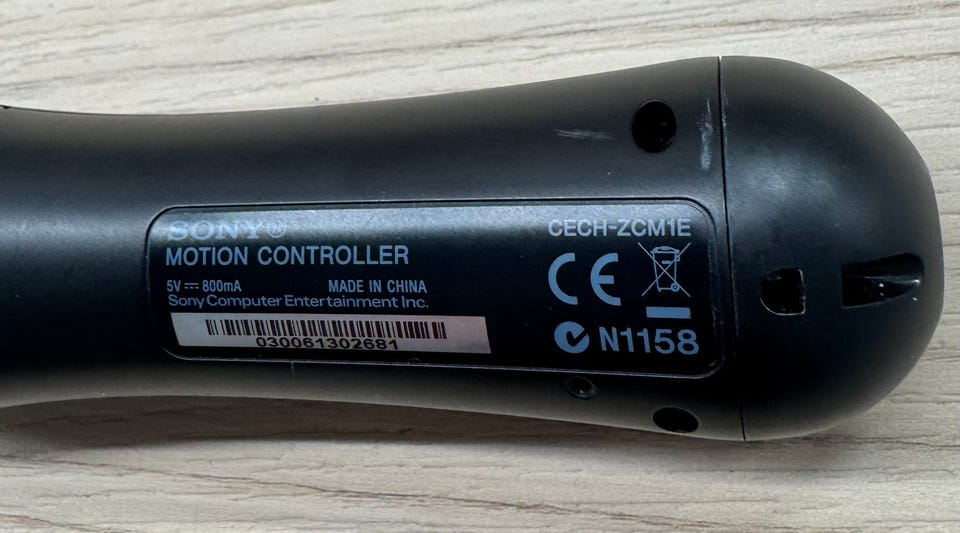 SONY®
MOTION CONTROLLER
5V ⎓ 800mA MADE IN CHINA
Sony Computer Entertainment Inc.
030061302681
CECH-ZCM1E
CE
N1158